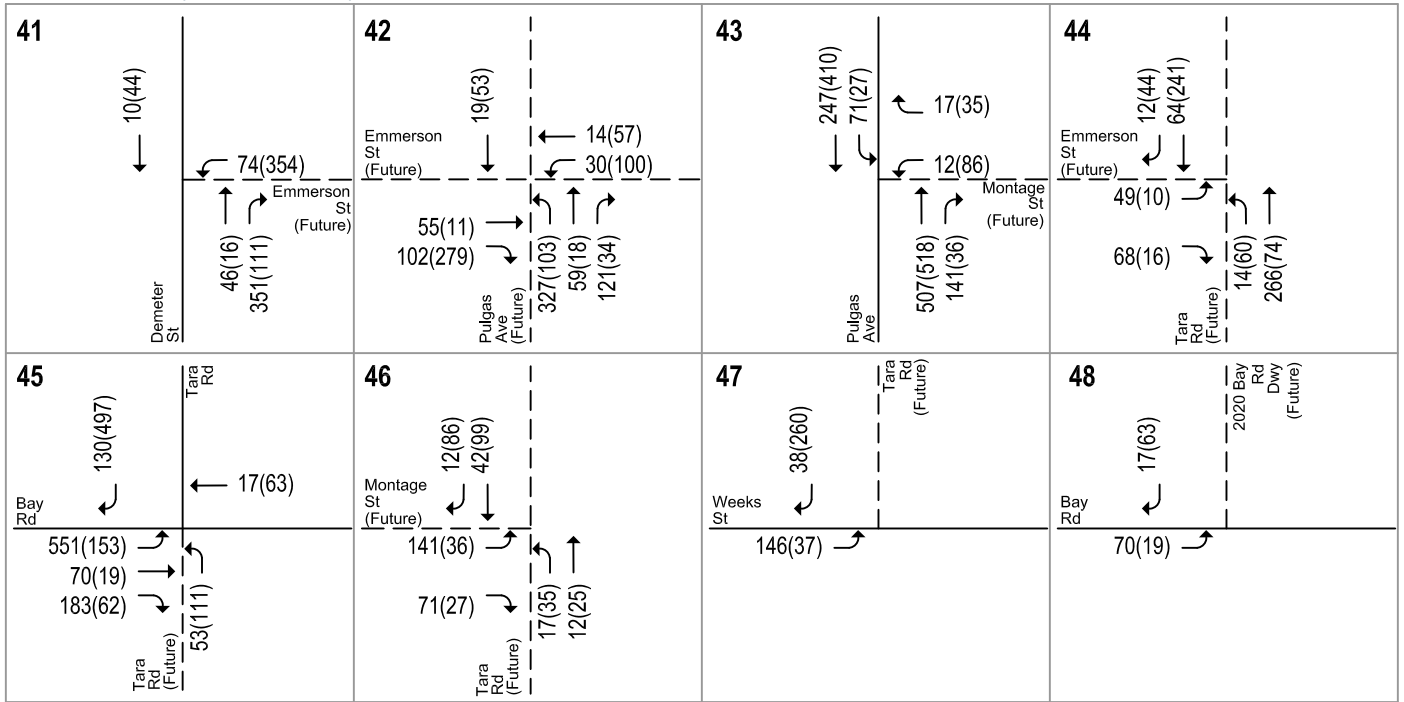 41
10(44)
74(354)
Emmerson
St
(Future)
46(16)
351(111)
Demeter
St
42
19(53)
Emmerson
St
(Future)
14(57)
30(100)
55(11)
102(279)
327(103)
59(18)
121(34)
Pulgas
Ave
(Future)
43
247(410)
71(27)
17(35)
12(86)
Montage
St
(Future)
507(518)
141(36)
Pulgas
Ave
44
12(44)
64(241)
Emmerson
St
(Future)
49(10)
68(16)
14(60)
266(74)
Tara
Rd
(Future)
45
Tara
Rd
130(497)
17(63)
Bay
Rd
551(153)
70(19)
183(62)
53(111)
Tara
Rd
(Future)
46
12(86)
42(99)
Montage
St
(Future)
141(36)
71(27)
17(35)
12(25)
Tara
Rd
(Future)
47
Tara
Rd
(Future)
38(260)
Weeks
St
146(37)
48
2020 Bay
Rd
Dwy
(Future)
17(63)
Bay
Rd
70(19)